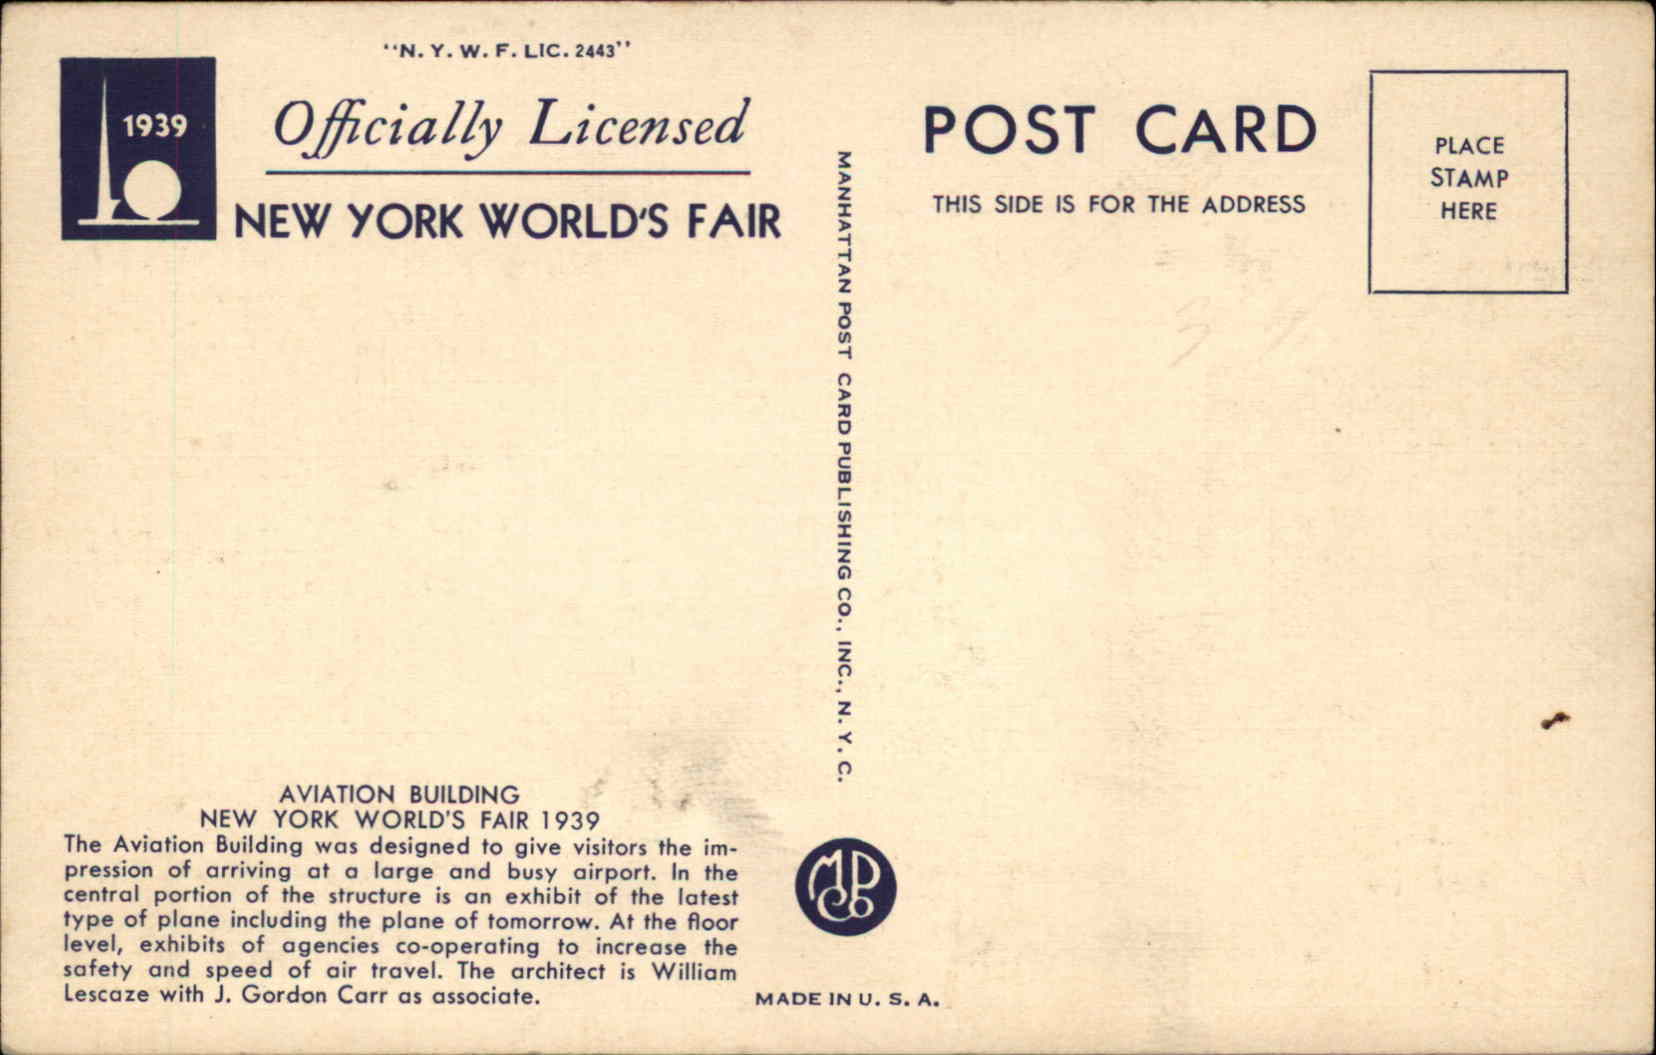 "N. Y. W. F. LIC. 2443"
1939
Officially Licensed
NEW YORK WORLD'S FAIR
AVIATION BUILDING
NEW YORK WORLD'S FAIR 1939
The Aviation Building was designed to give visitors the im-
pression of arriving at a large and busy airport. In the
central portion of the structure is an exhibit of the latest
type of plane including the plane of tomorrow. At the floor
level, exhibits of agencies co-operating to increase the
safety and speed of air travel. The architect is William
Lescaze with J. Gordon Carr as associate.
MANHATTAN POST CARD PUBLISHING CO., INC., N. Y. C.
MPCo
MADE IN U. S. A.
POST CARD
THIS SIDE IS FOR THE ADDRESS
PLACE
STAMP
HERE